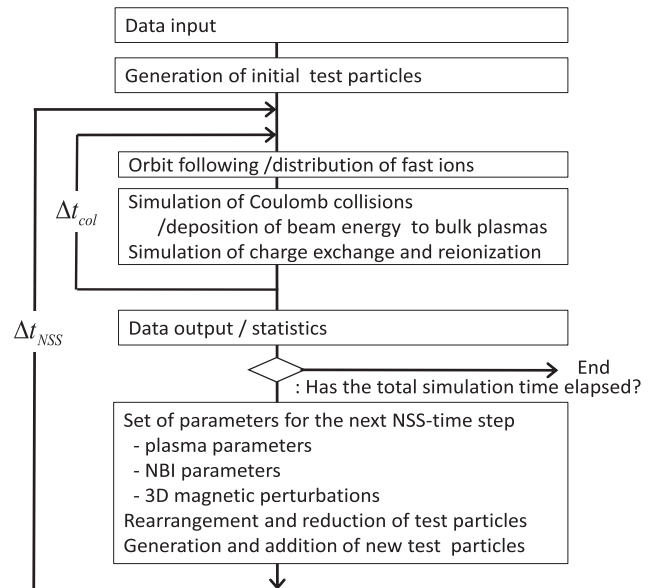 Data input
Generation of initial test particles
Orbit following /distribution of fast ions
Simulation of Coulomb collisions
/deposition of beam energy to bulk plasmas
Simulation of charge exchange and reionization
Δt_col
Data output / statistics
Δt_NSS
End
: Has the total simulation time elapsed?
Set of parameters for the next NSS-time step
- plasma parameters
- NBI parameters
- 3D magnetic perturbations
Rearrangement and reduction of test particles
Generation and addition of new test particles